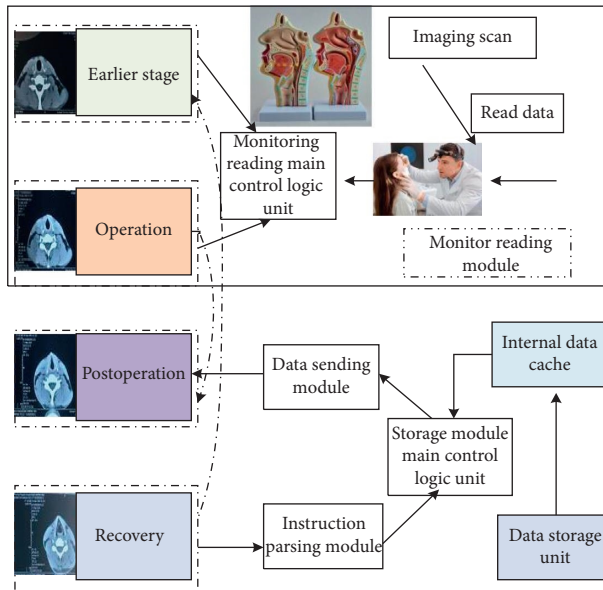 Earlier stage
Imaging scan
Read data
Monitoring
reading main
control logic
unit
Operation
Monitor reading
module
Postoperation
Data sending
module
Internal data
cache
Storage module
main control
logic unit
Recovery
Instruction
parsing module
Data storage
unit